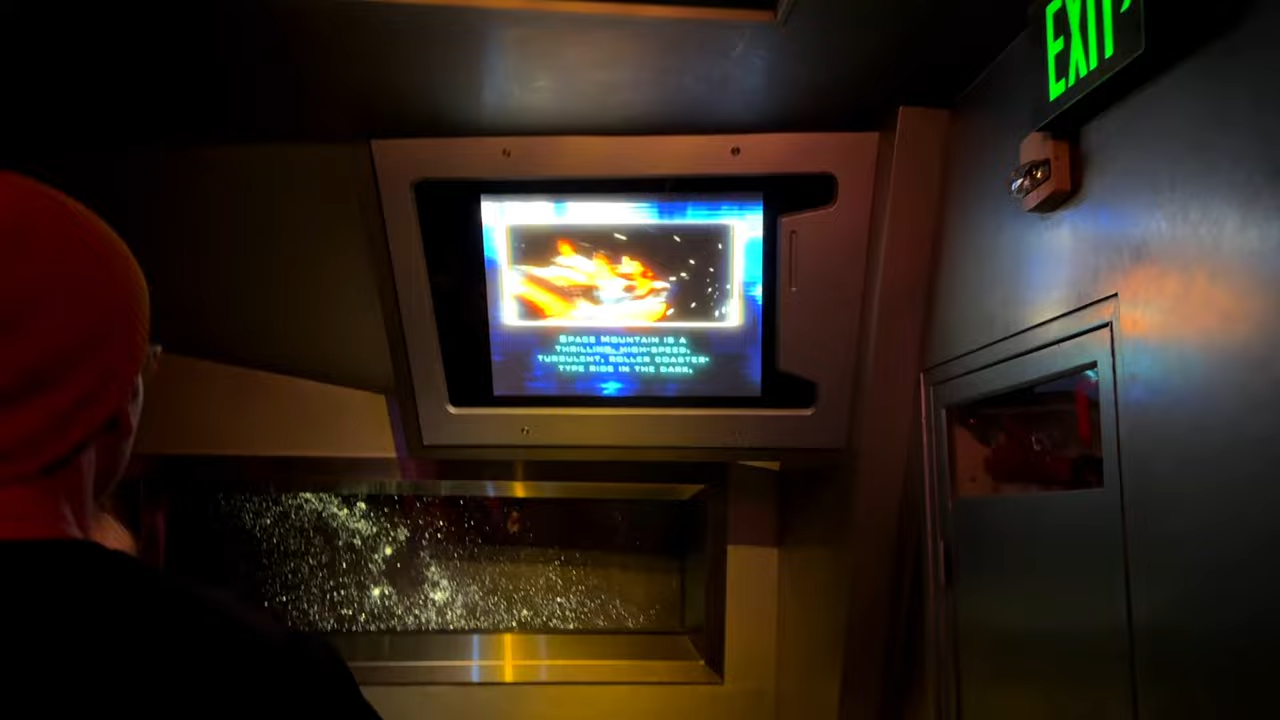 EXIT
SPACE MOUNTAIN IS A
THRILLING, HIGH-SPEED,
TURBULENT, ROLLER COASTER-
TYPE RIDE IN THE DARK,